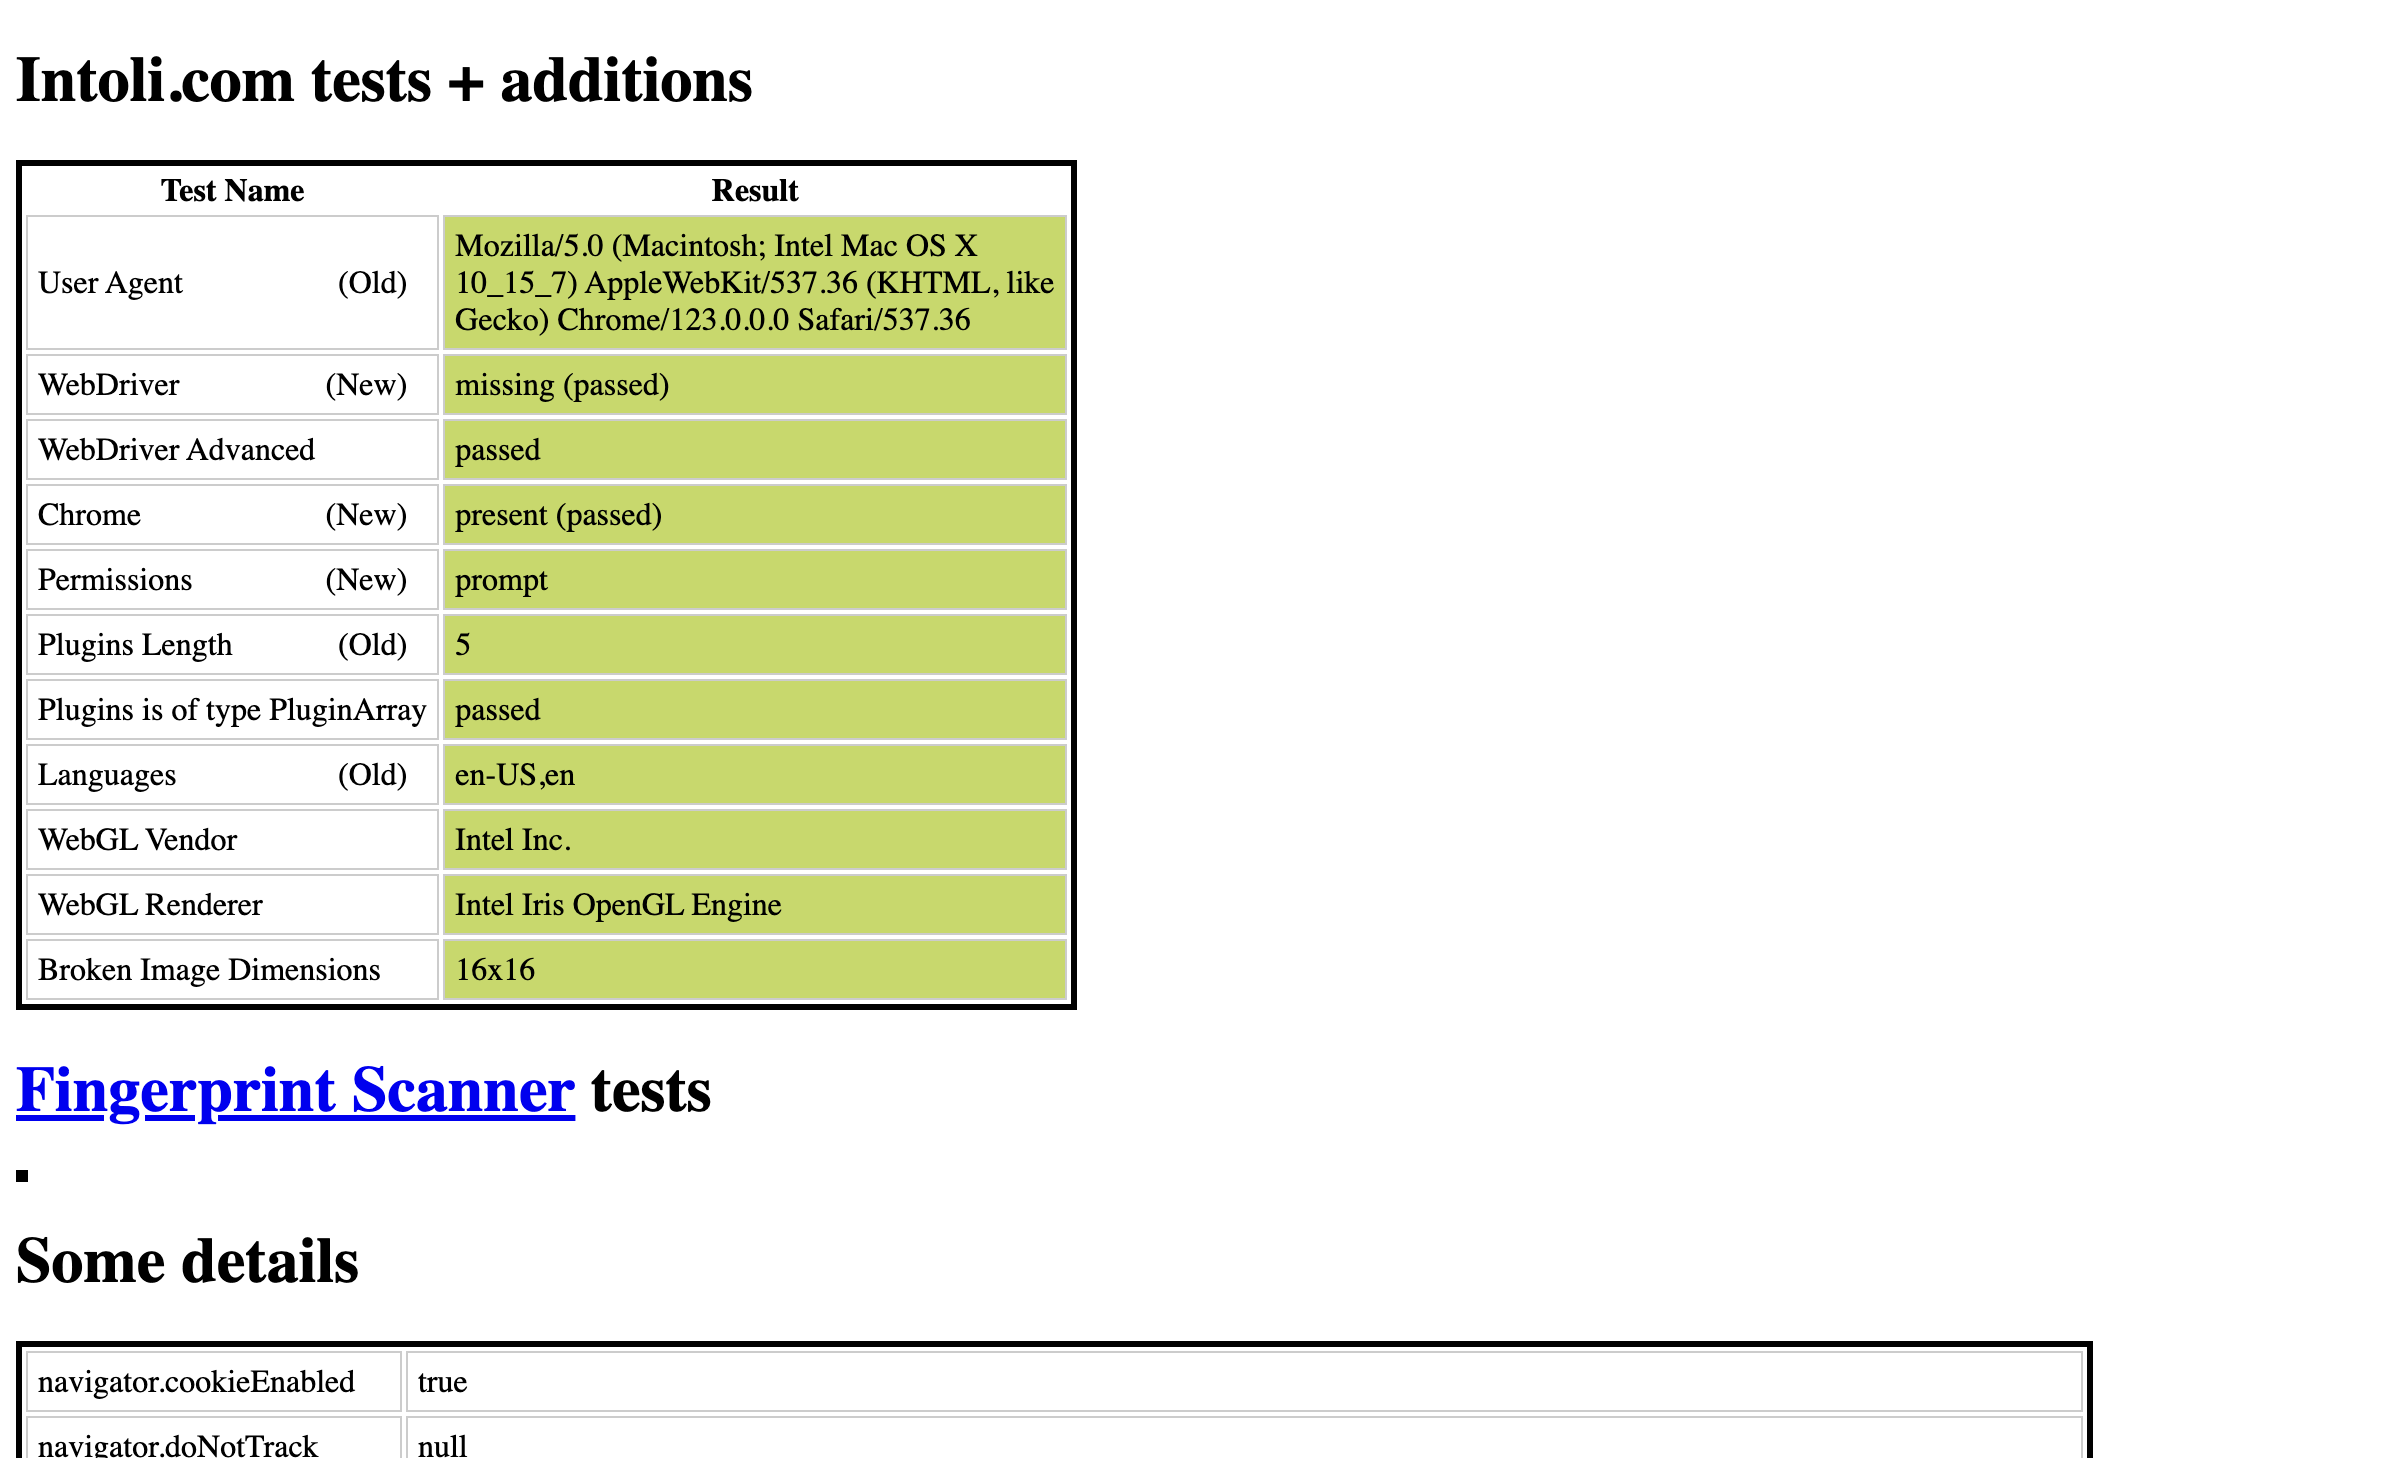 Intoli.com tests + additions
Test Name Result
User Agent (Old) Mozilla/5.0 (Macintosh; Intel Mac OS X
10_15_7) AppleWebKit/537.36 (KHTML, like
Gecko) Chrome/123.0.0.0 Safari/537.36
WebDriver (New) missing (passed)
WebDriver Advanced passed
Chrome (New) present (passed)
Permissions (New) prompt
Plugins Length (Old) 5
Plugins is of type PluginArray passed
Languages (Old) en-US,en
WebGL Vendor Intel Inc.
WebGL Renderer Intel Iris OpenGL Engine
Broken Image Dimensions 16x16
Fingerprint Scanner tests
Some details
navigator.cookieEnabled true
navigator.doNotTrack null